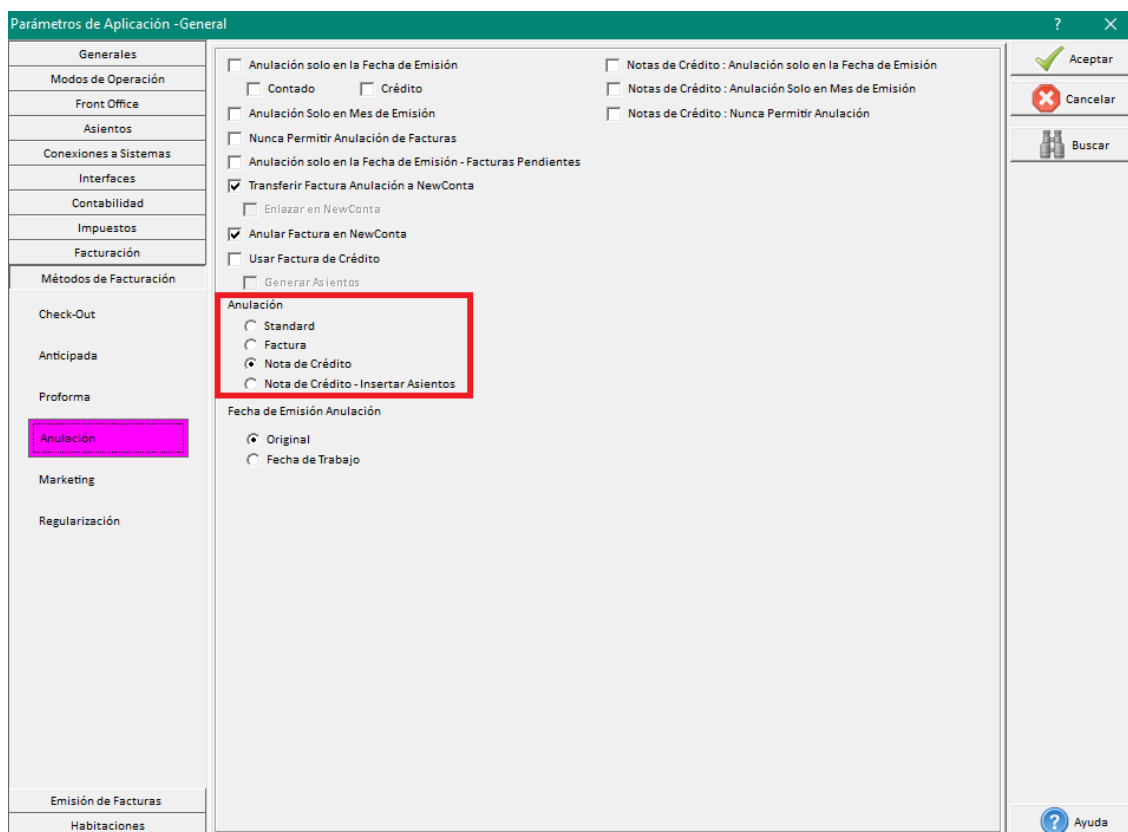 Parámetros de Aplicación -General
?
Generales
Modos de Operación
Front Office
Asientos
Conexiones a Sistemas
Interfaces
Contabilidad
Impuestos
Facturación
Métodos de Facturación
Check-Out
Anticipada
Proforma
Anulación
Marketing
Regularización
Emisión de Facturas
Habitaciones
Anulación solo en la Fecha de Emisión
Contado Crédito
Anulación Solo en Mes de Emisión
Nunca Permitir Anulación de Facturas
Anulación solo en la Fecha de Emisión - Facturas Pendientes
Transferir Factura Anulación a NewConta
Enlazar en NewConta
Anular Factura en NewConta
Usar Factura de Crédito
Generar Asientos
Anulación
Standard
Factura
Nota de Crédito
Nota de Crédito - Insertar Asientos
Fecha de Emisión Anulación
Original
Fecha de Trabajo
Notas de Crédito : Anulación solo en la Fecha de Emisión
Notas de Crédito : Anulación Solo en Mes de Emisión
Notas de Crédito : Nunca Permitir Anulación
Aceptar
Cancelar
Buscar
? Ayuda